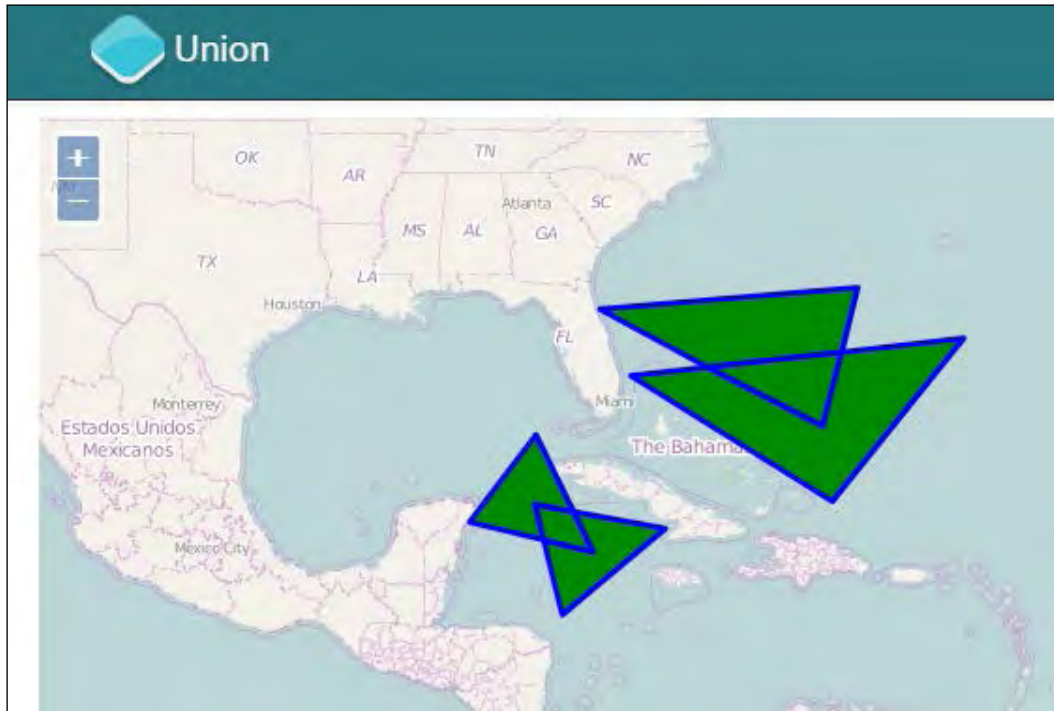 Union
+
−
NM
OK
TN
NC
AR
Atlanta
SC
MS
AL
GA
TX
LA
Houston
FL
Monterrey
Miami
Estados Unidos
Mexicanos
The Bahama
Mexico City